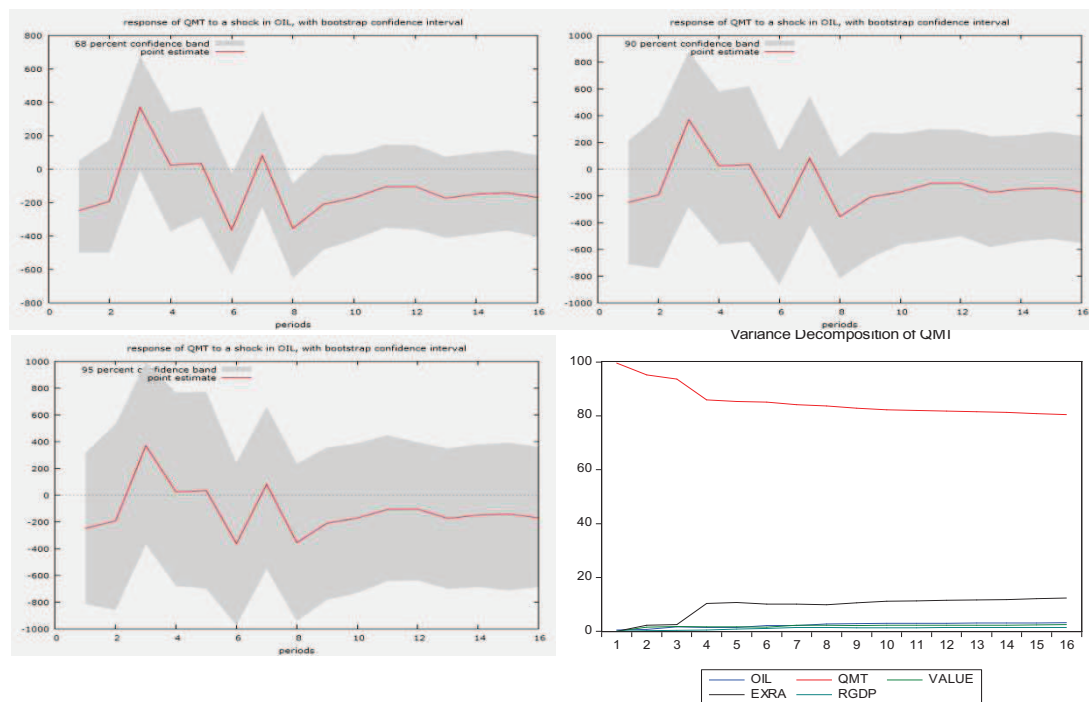 response of QMT to a shock in OIL, with bootstrap confidence interval
800
600
400
200
0
-200
-400
-600
-800
68 percent confidence band
point estimate
0 2 4 6 8 10 12 14 16
periods
response of QMT to a shock in OIL, with bootstrap confidence interval
1000
800
600
400
200
0
-200
-400
-600
-800
-1000
90 percent confidence band
point estimate
0 2 4 6 8 10 12 14 16
periods
response of QMT to a shock in OIL, with bootstrap confidence interval
1000
800
600
400
200
0
-200
-400
-600
-800
-1000
95 percent confidence band
point estimate
0 2 4 6 8 10 12 14 16
periods
Variance Decomposition of QMT
100
80
60
40
20
0
1 2 3 4 5 6 7 8 9 10 11 12 13 14 15 16
OIL QMT VALUE
EXRA RGDP